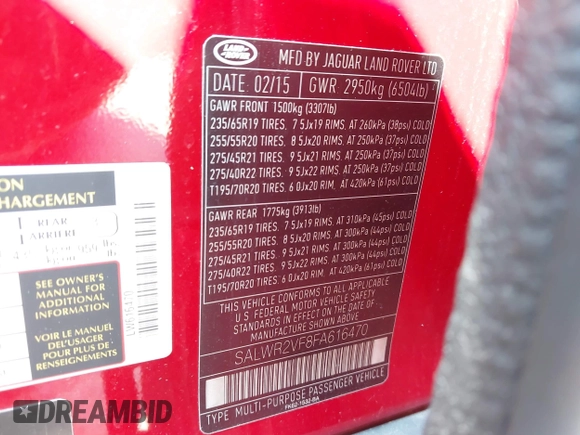 LAND ROVER
MFD BY JAGUAR LAND ROVER LTD
DATE: 02/15 GWR: 2950kg (6504lb)
GAWR FRONT 1500kg (3307lb)
235/65R19 TIRES, 7 5Jx19 RIMS, AT 260kPa (38psi) COLD
255/55R20 TIRES, 8 5Jx20 RIMS, AT 250kPa (37psi) COLD
275/45R21 TIRES, 9 5Jx21 RIMS, AT 250kPa (37psi) COLD
275/40R22 TIRES, 9 5Jx22 RIMS, AT 250kPa (37psi) COLD
T195/70R20 TIRES, 6 0Jx20 RIM, AT 420kPa (61psi) COLD
GAWR REAR 1775kg (3913lb)
235/65R19 TIRES, 7 5Jx19 RIMS, AT 310kPa (45psi) COLD
255/55R20 TIRES, 8 5Jx20 RIMS, AT 300kPa (44psi) COLD
275/45R21 TIRES, 9 5Jx21 RIMS, AT 300kPa (44psi) COLD
275/40R22 TIRES, 9 5Jx22 RIMS, AT 300kPa (44psi) COLD
T195/70R20 TIRES, 6 0Jx20 RIM, AT 420kPa (61psi) COLD
THIS VEHICLE CONFORMS TO ALL APPLICABLE
U S FEDERAL MOTOR VEHICLE SAFETY
STANDARDS IN EFFECT ON THE DATE OF
MANUFACTURE SHOWN ABOVE
SALWR2VF8FA616470
TYPE MULTI-PURPOSE PASSENGER VEHICLE
ON
CHARGEMENT
REAR
ARRIERE
SEE OWNER'S
MANUAL FOR
ADDITIONAL
INFORMATION
VOIR LE MANUEL
DE L'USAGER
POUR PLUS DE
RENSEIGNEMENTS
DREAMBID